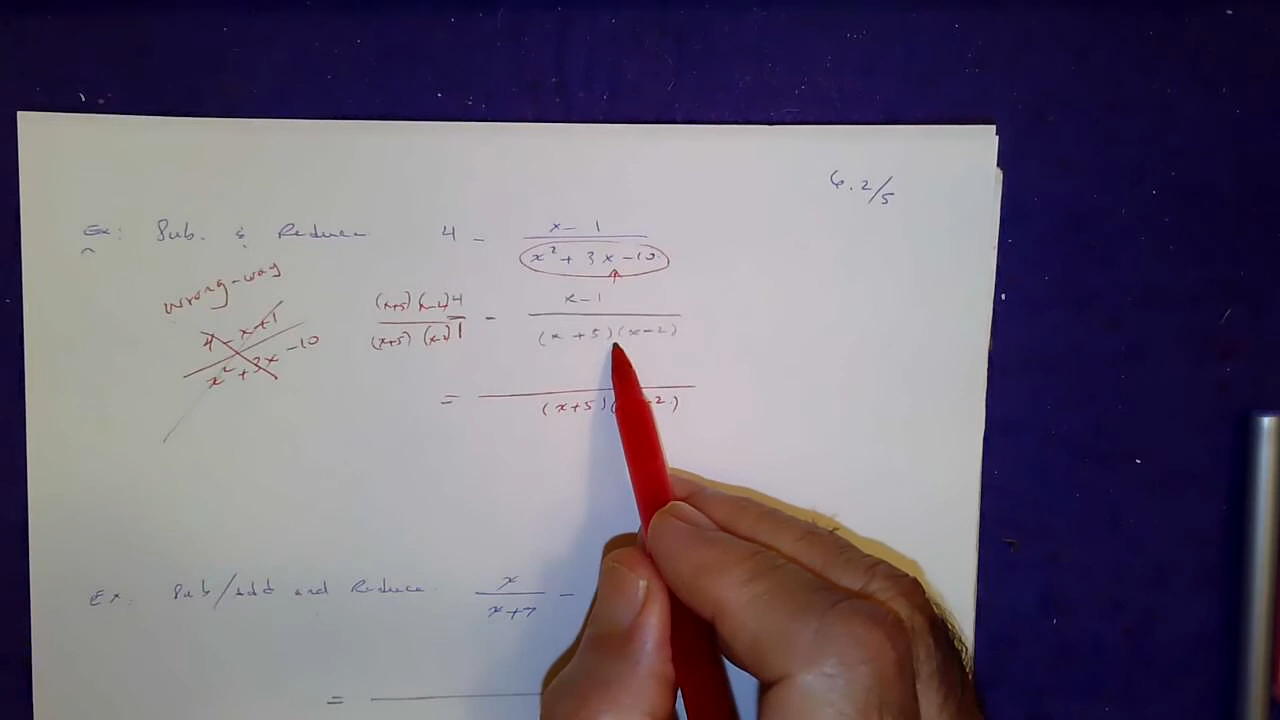 6.2/5
Ex: Sub. & Reduce 4 - (x-1)/(x²+3x-10)
wrong-way
4-x+1
x²+3x-10
(x+5)(x-2)4/(x+5)(x-2)1 - (x-1)/((x+5)(x-2))
= /(x+5)( -2)
Ex. Sub/add and Reduce x/(x+7) -
=